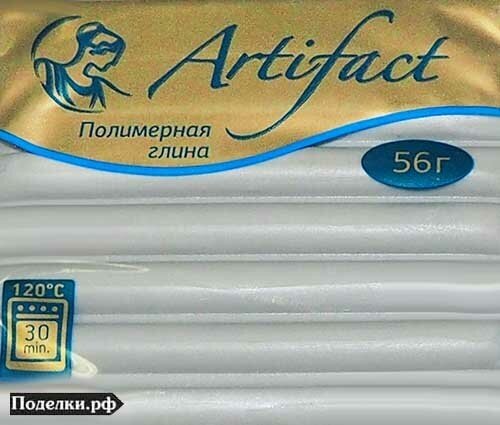 Artifact
Полимерная
глина
56г
120°C
30
min.
Поделки.рф